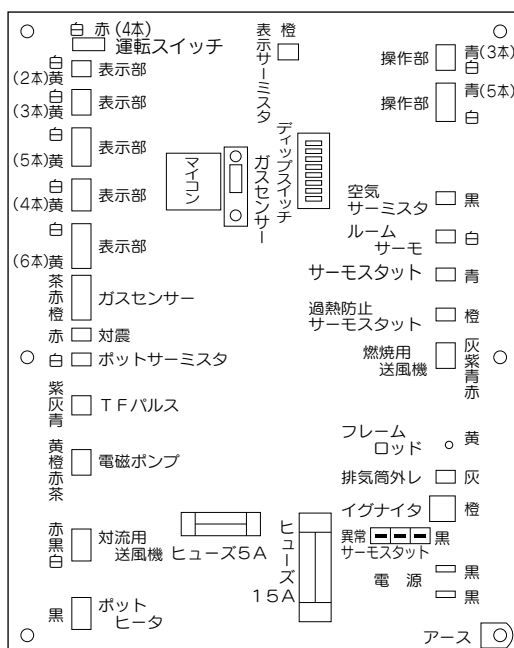 白 赤(4本)
運転スイッチ
白
(2本)黄
表示部
白
(3本)黄
表示部
白
(5本)黄
表示部
白
(4本)黄
表示部
白
(6本)黄
表示部
茶
赤
橙
ガスセンサー
赤
対震
白
ポットサーミスタ
紫
灰
青
TFパルス
黄
橙
赤
茶
電磁ポンプ
赤
黒
白
対流用
送風機
黒
ポット
ヒータ
表示サーミスタ
橙
マイコン
ガスセンサー
ディップスイッチ
ヒューズ5A
ヒューズ
15A
操作部
青(3本)
白
操作部
青(5本)
白
空気
サーミスタ
黒
ルーム
サーモ
白
サーモスタット
青
過熱防止
サーモスタット
橙
燃焼用
送風機
灰
紫
青
赤
フレーム
ロッド
黄
排気筒外レ
灰
イグナイタ
橙
異常
サーモスタット
黒
電 源
黒
黒
アース